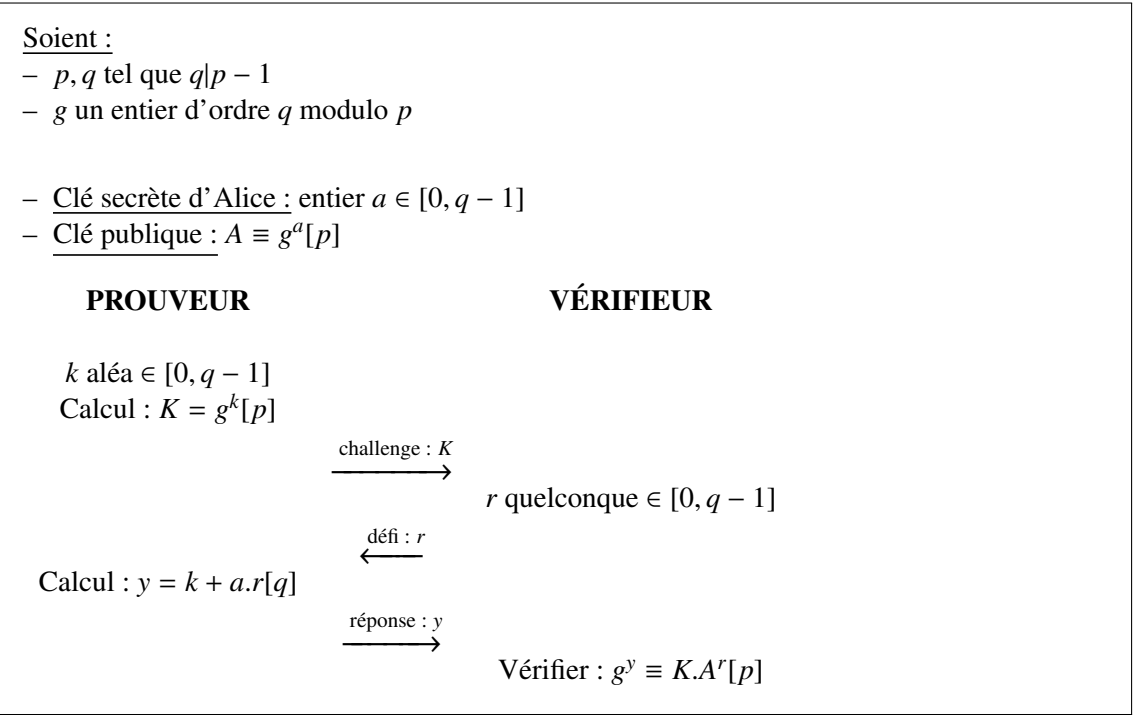 Soient :
– p, q tel que q|p − 1
– g un entier d'ordre q modulo p
– Clé secrète d'Alice : entier a ∈ [0, q − 1]
– Clé publique : A ≡ g^a[p]
PROUVEUR VÉRIFIEUR
k aléa ∈ [0, q − 1]
Calcul : K = g^k[p]
challenge : K
r quelconque ∈ [0, q − 1]
défi : r
Calcul : y = k + a.r[q]
réponse : y
Vérifier : g^y ≡ K.A^r[p]